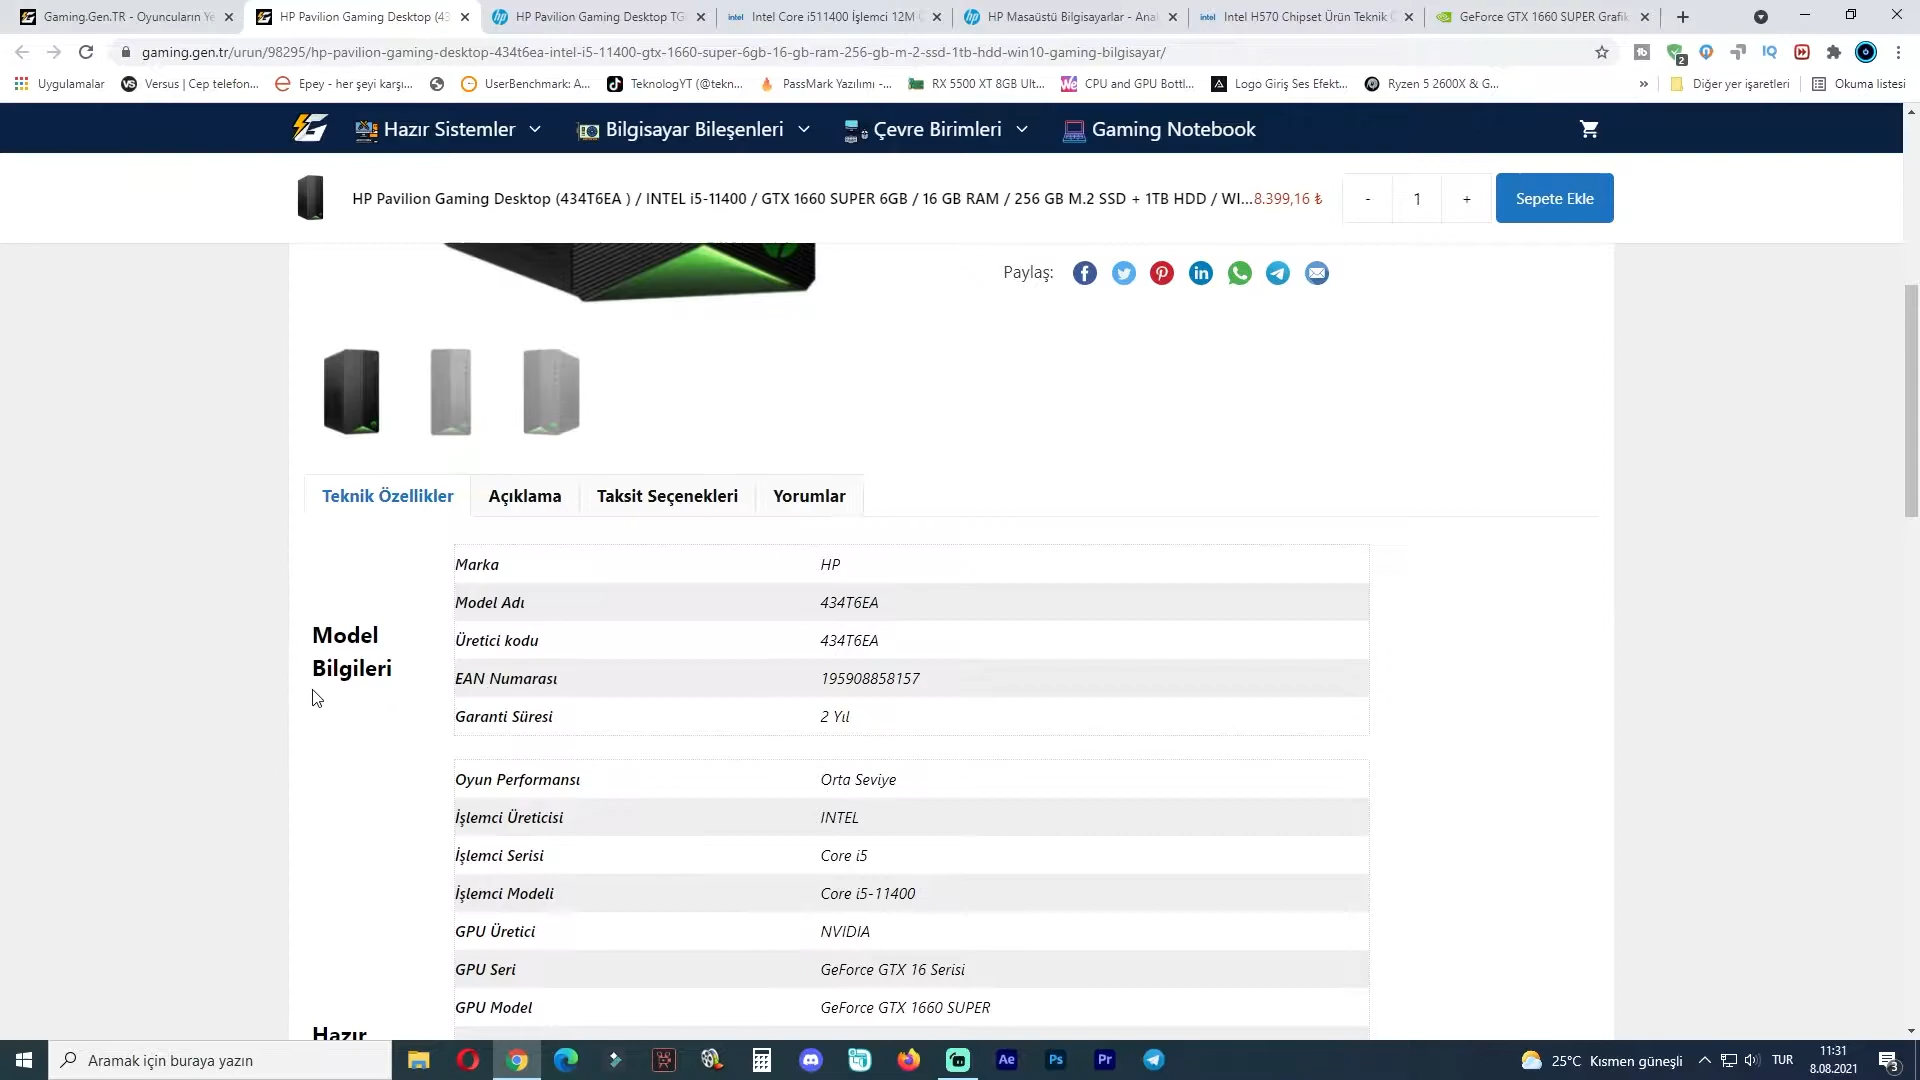 Gaming.Gen.TR - Oyuncuların Ye
HP Pavilion Gaming Desktop (43
HP Pavilion Gaming Desktop TG
Intel Core i511400 İşlemci 12M
HP Masaüstü Bilgisayarlar - Ana
Intel H570 Chipset Ürün Teknik
GeForce GTX 1660 SUPER Grafik
gaming.gen.tr/urun/98295/hp-pavilion-gaming-desktop-434t6ea-intel-i5-11400-gtx-1660-super-6gb-16-gb-ram-256-gb-m-2-ssd-1tb-hdd-win10-gaming-bilgisayar/
Uygulamalar
Versus | Cep telefon...
Epey - her şeyi karşı...
UserBenchmark: A...
TeknologYT (@tekn...
PassMark Yazılımı -...
RX 5500 XT 8GB Ult...
CPU and GPU Bottl...
Logo Giriş Ses Efekt...
Ryzen 5 2600X & G...
»
Diğer yer işaretleri
Okuma listesi
Hazır Sistemler
Bilgisayar Bileşenleri
Çevre Birimleri
Gaming Notebook
HP Pavilion Gaming Desktop (434T6EA ) / INTEL i5-11400 / GTX 1660 SUPER 6GB / 16 GB RAM / 256 GB M.2 SSD + 1TB HDD / WI...8.399,16 ₺
- 1 +
Sepete Ekle
Paylaş:
Teknik Özellikler
Açıklama
Taksit Seçenekleri
Yorumlar
Model
Bilgileri
Marka HP
Model Adı 434T6EA
Üretici kodu 434T6EA
EAN Numarası 195908858157
Garanti Süresi 2 Yıl
Oyun Performansı Orta Seviye
İşlemci Üreticisi INTEL
İşlemci Serisi Core i5
İşlemci Modeli Core i5-11400
GPU Üretici NVIDIA
GPU Seri GeForce GTX 16 Serisi
GPU Model GeForce GTX 1660 SUPER
Hazır
Aramak için buraya yazın
Ae
Ps
Pr
25°C Kısmen güneşli
TUR
11:31
8.08.2021
3